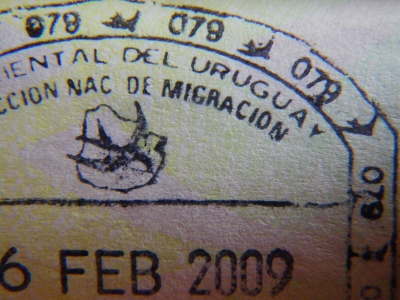 079 079 079
IENTAL DEL URUGUAY
CCION NAC DE MIGRACION
079
6 FEB 2009